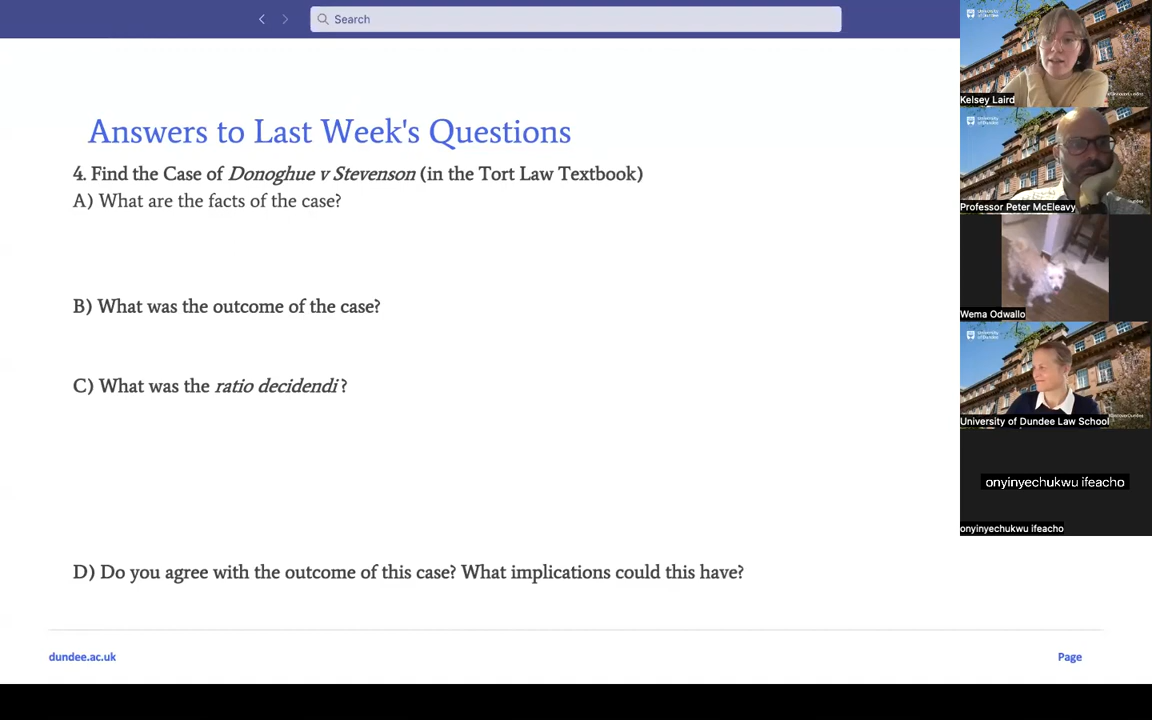 Search
Answers to Last Week's Questions
4. Find the Case of Donoghue v Stevenson (in the Tort Law Textbook)
A) What are the facts of the case?
B) What was the outcome of the case?
C) What was the ratio decidendi?
D) Do you agree with the outcome of this case? What implications could this have?
dundee.ac.uk
Page
Kelsey Laird
Professor Peter McEleavy
Wema Odwallo
University of Dundee Law School
onyinyechukwu ifeacho
onyinyechukwu ifeacho